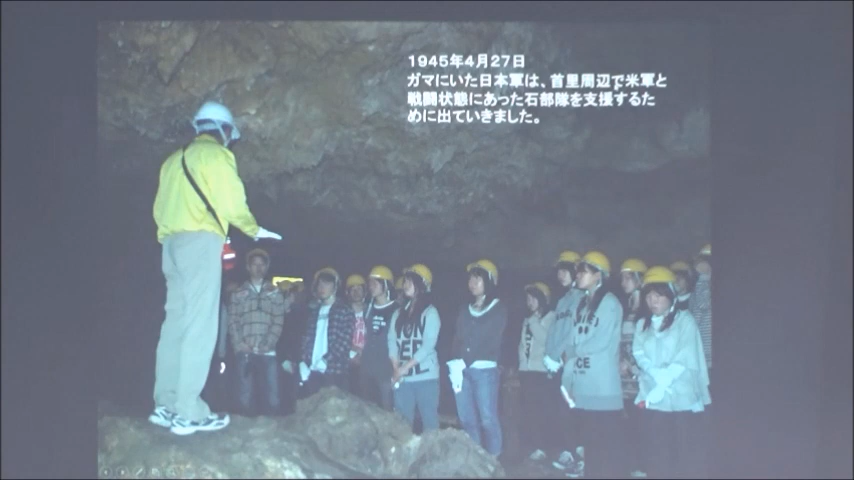 1945年4月27日
ガマにいた日本軍は、首里周辺で米軍と
戦闘状態にあった石部隊を支援するた
めに出ていきました。